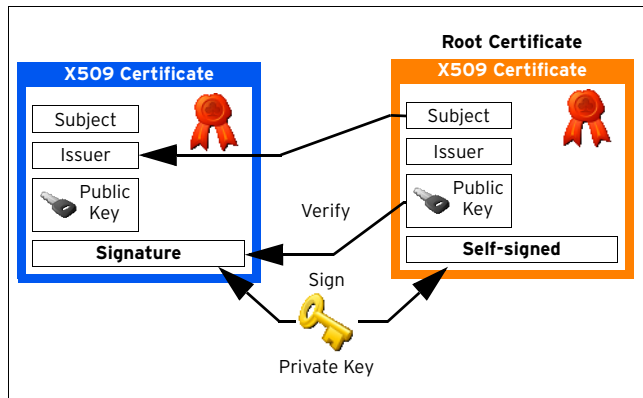 Root Certificate
X509 Certificate
Subject
Issuer
Public
Key
Signature
X509 Certificate
Subject
Issuer
Public
Key
Self-signed
Verify
Sign
Private Key